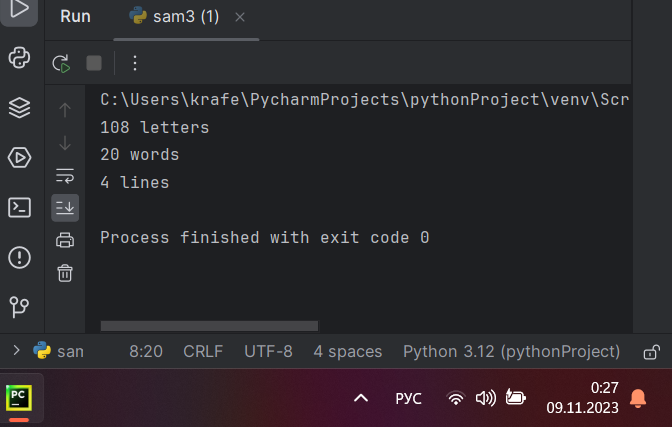 Run sam3 (1)
C:\Users\krafe\PycharmProjects\pythonProject\venv\Scr
108 letters
20 words
4 lines
Process finished with exit code 0
san 8:20 CRLF UTF-8 4 spaces Python 3.12 (pythonProject)
PC РУС 0:27
09.11.2023